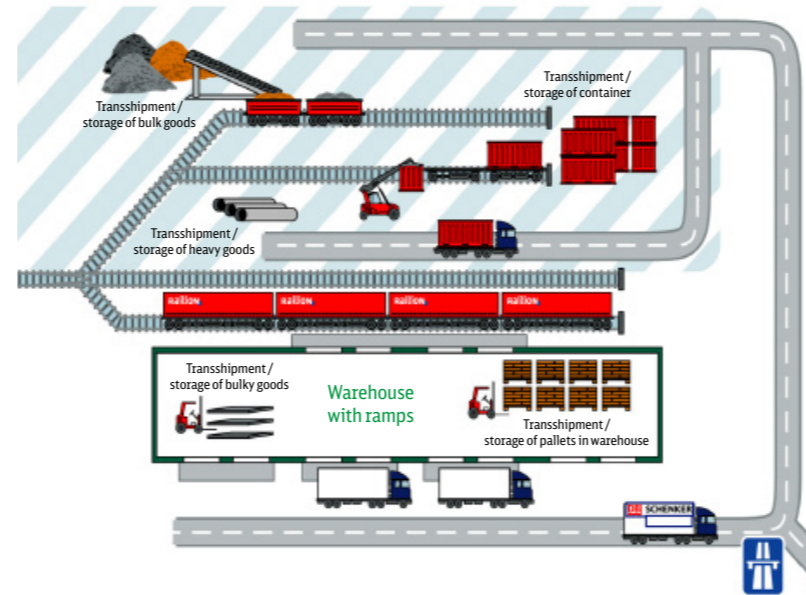 Transshipment /
storage of bulk goods
Transshipment /
storage of container
Transshipment /
storage of heavy goods
RaiLiON
RaiLiON
RaiLiON
RaiLiON
Transshipment /
storage of bulky goods
Warehouse
with ramps
Transshipment /
storage of pallets in warehouse
DB SCHENKER